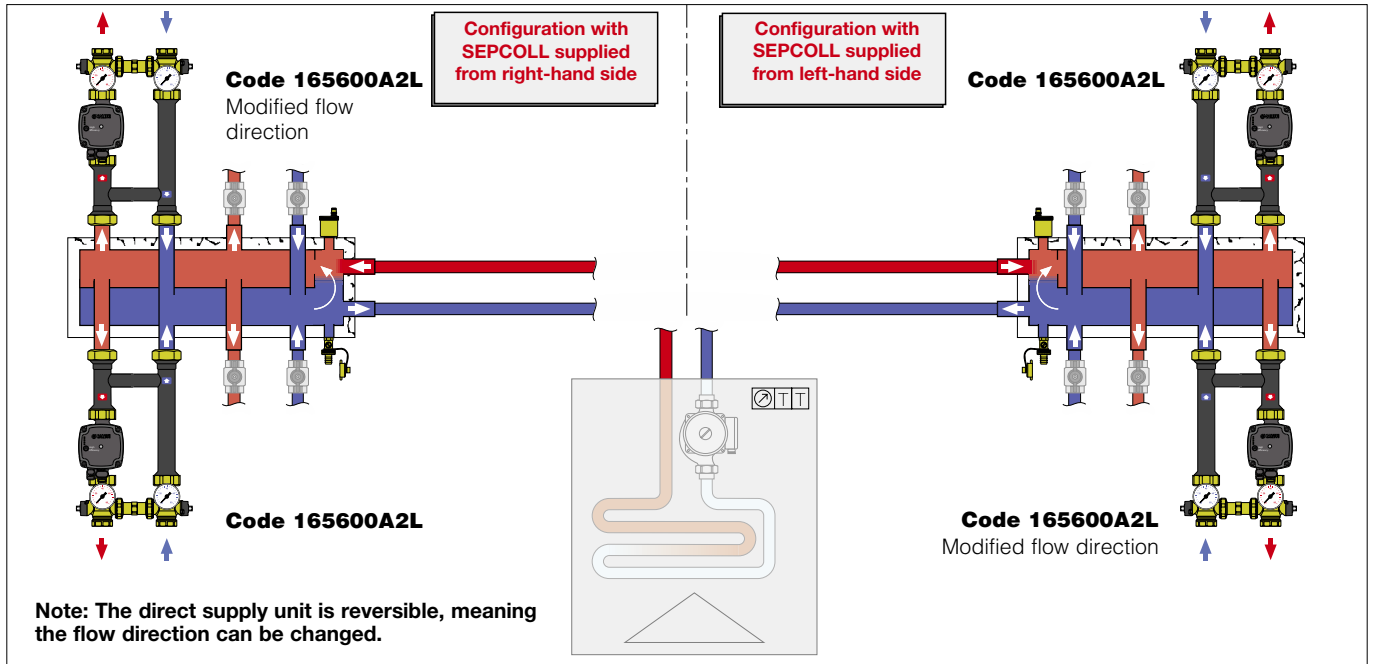 Configuration with
SEPCOLL supplied
from right-hand side
Configuration with
SEPCOLL supplied
from left-hand side
Code 165600A2L
Modified flow
direction
Code 165600A2L
T T
Code 165600A2L
Code 165600A2L
Modified flow direction
Note: The direct supply unit is reversible, meaning
the flow direction can be changed.